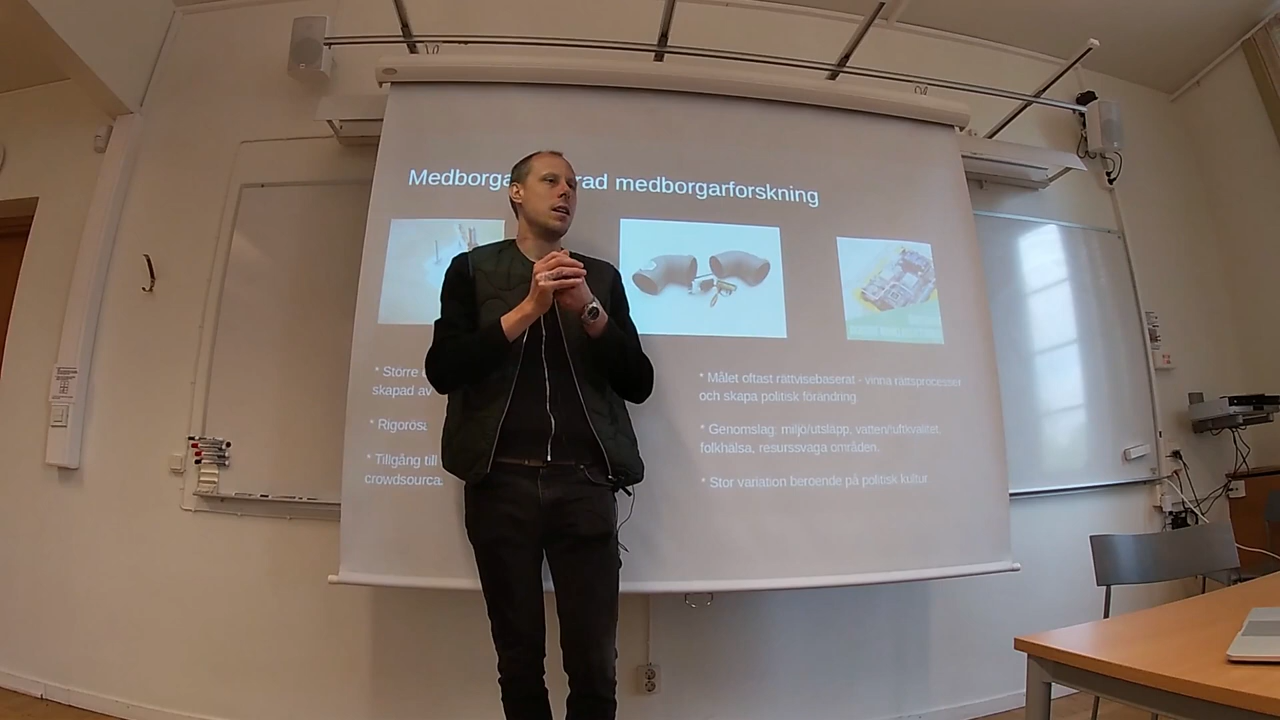 Medborga rad medborgarforskning
* Större
skapad av
* Rigorösa
* Tillgång till
crowdsourca
* Målet oftast rättvisebaserat - vinna rättsprocesser
och skapa politisk förändring
* Genomslag: miljö/utsläpp, vatten/luftkvalitet,
folkhälsa, resurssvaga områden.
* Stor variation beroende på politisk kultur